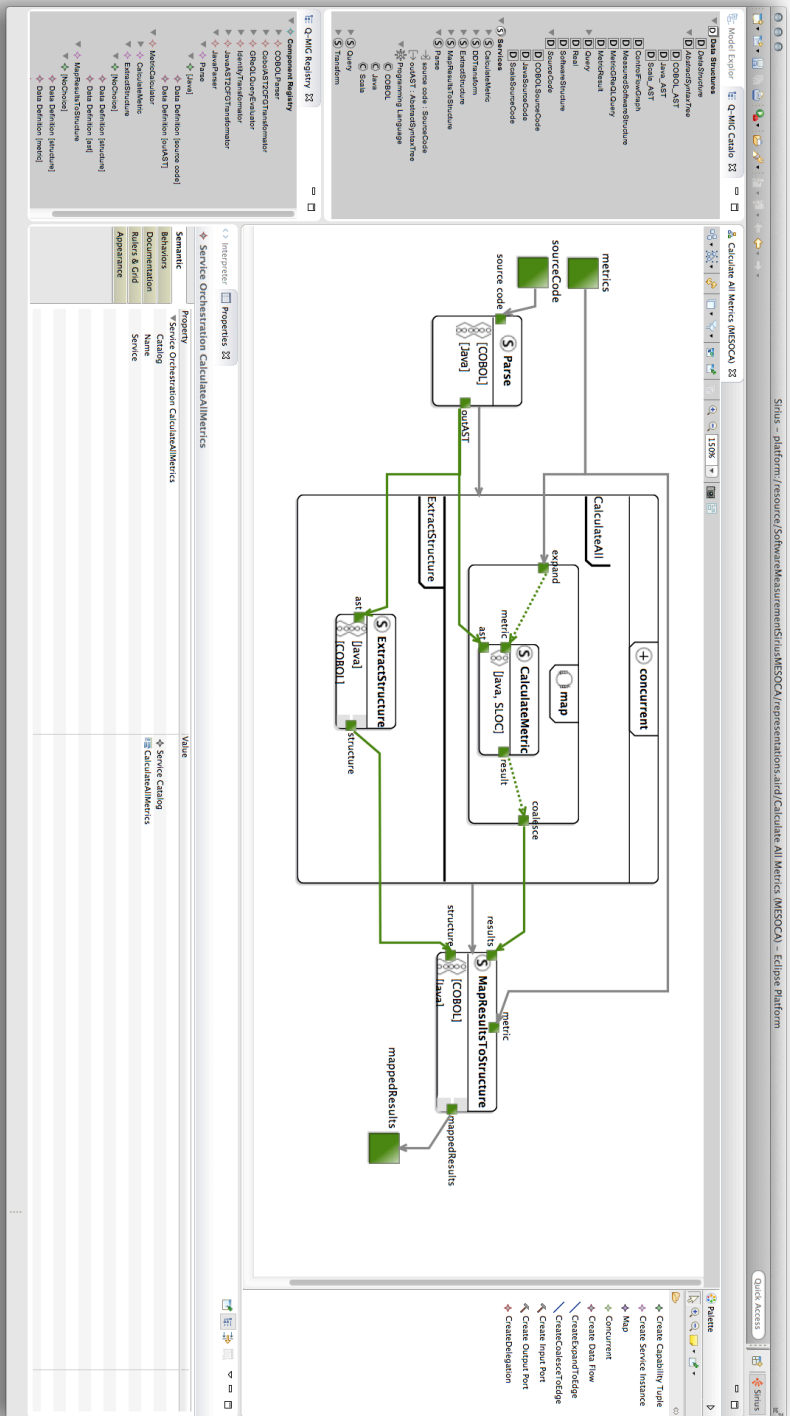 Sirius – platform:/resource/SoftwareMeasurementSiriusMESOCA/representations.aird/Calculate All Metrics (MESOCA) – Eclipse Platform
Quick Access
Sirius
Model Explor
Q-MIG Catalo
Data Structures
DataStructure
AbstractSyntaxTree
COBOL_AST
Java_AST
Scala_AST
ControlFlowGraph
MeasuredSoftwareStructure
MetricGReQLQuery
MetricResult
Query
Real
SoftwareStructure
SourceCode
COBOLSourceCode
JavaSourceCode
ScalaSourceCode
Services
CalculateMetric
DDTransform
ExtractStructure
MapResultsToStructure
Parse
source code : SourceCode
outAST : AbstractSyntaxTree
Programming Language
COBOL
Java
Scala
Query
Transform
Q-MIG Registry
Component Registry
COBOLParser
CobolAST2CFGTransformator
GReQLQueryEvaluator
IdentityTransformator
JavaAST2CFGTransformator
JavaParser
Parse
[Java]
Data Definition [source code]
Data Definition [outAST]
MetricCalculator
CalculateMetric
ExtractStructure
[NoChoice]
Data Definition [structure]
Data Definition [ast]
MapResultsToStructure
[NoChoice]
Data Definition [structure]
Data Definition [metric]
Calculate All Metrics (MESOCA)
150%
metrics
sourceCode
source code
Parse
[COBOL]
[Java]
outAST
concurrent
CalculateAll
expand
map
metric
ast
CalculateMetric
[Java, SLOC]
result
coalesce
ExtractStructure
ast
ExtractStructure
[Java]
[COBOL]
structure
results
structure
metric
MapResultsToStructure
[COBOL]
[Java]
mappedResults
mappedResults
Palette
Create Capability Tuple
Create Service Instance
Map
Concurrent
Create Data Flow
CreateExpandToEdge
CreateCoalesceToEdge
Create Input Port
Create Output Port
CreateDelegation
Interpreter
Properties
Service Orchestration CalculateAllMetrics
Semantic
Behaviors
Documentation
Rulers & Grid
Appearance
Property
Value
Service Orchestration CalculateAllMetrics
Catalog
Service Catalog
Name
CalculateAllMetrics
Service